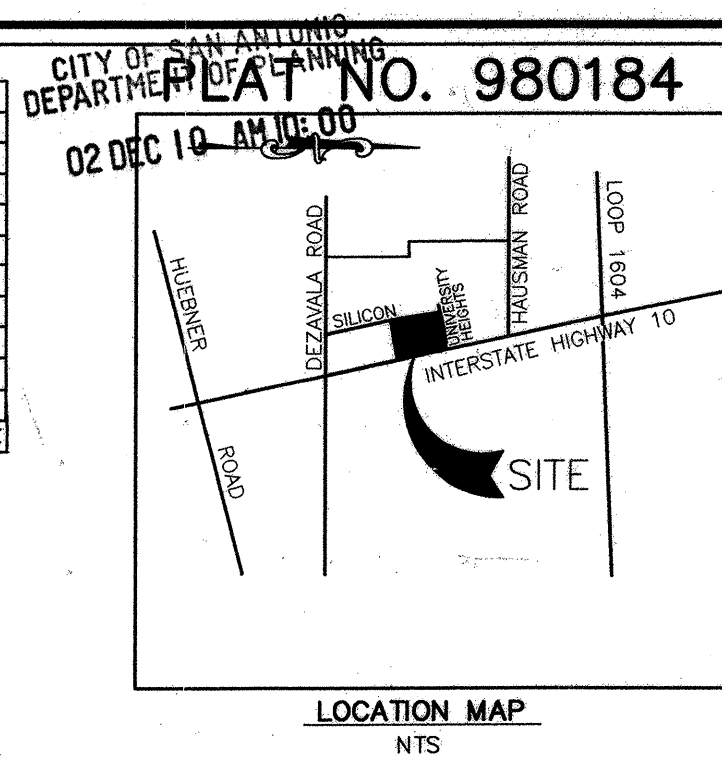 CITY OF SAN ANTONIO
DEPARTMENT OF PLANNING
PLAT NO. 980184
02 DEC 10 AM 10:00
HUEBNER
ROAD
DEZAVALA ROAD
SILICON
UNIVERSITY
HEIGHTS
HAUSMAN ROAD
LOOP 1604
INTERSTATE HIGHWAY 10
SITE
LOCATION MAP
NTS